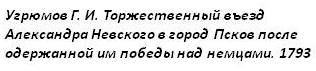 Угрюмов Г. И. Торжественный въезд
Александра Невского в город Псков после
одержанной им победы над немцами. 1793